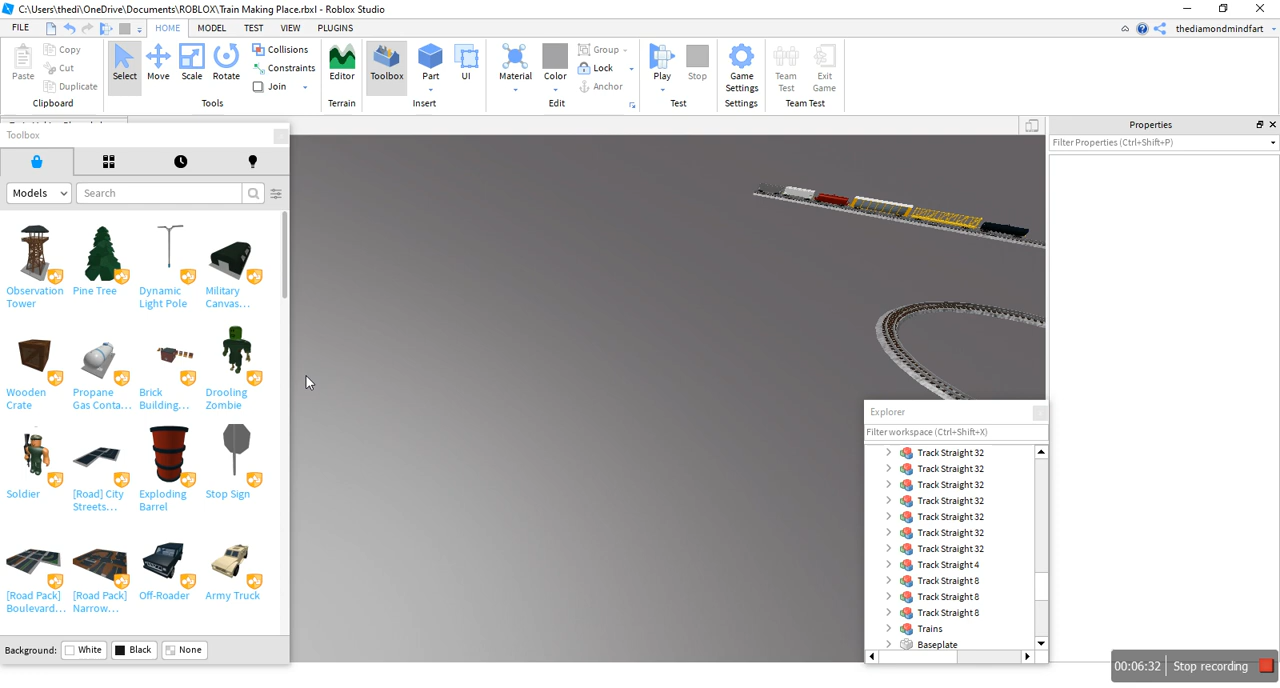 C:\Users\thedi\OneDrive\Documents\ROBLOX\Train Making Place.rbxl - Roblox Studio
FILE HOME MODEL TEST VIEW PLUGINS thediamondmindfart
Paste Copy Cut Duplicate Clipboard
Select Move Scale Rotate Collisions Constraints Join Tools
Editor Terrain
Toolbox Part UI Insert
Material Color Group Lock Anchor Edit
Play Stop Test
Game Settings Settings
Team Test Exit Game Team Test
Toolbox
Models Search
Observation Tower
Pine Tree
Dynamic Light Pole
Military Canvas...
Wooden Crate
Propane Gas Conta...
Brick Building...
Drooling Zombie
Soldier
[Road] City Streets...
Exploding Barrel
Stop Sign
[Road Pack] Boulevard...
[Road Pack] Narrow...
Off-Roader
Army Truck
Background: White Black None
Properties
Filter Properties (Ctrl+Shift+P)
Explorer
Filter workspace (Ctrl+Shift+X)
Track Straight 32
Track Straight 32
Track Straight 32
Track Straight 32
Track Straight 32
Track Straight 32
Track Straight 32
Track Straight 4
Track Straight 8
Track Straight 8
Track Straight 8
Trains
Baseplate
00:06:32 Stop recording